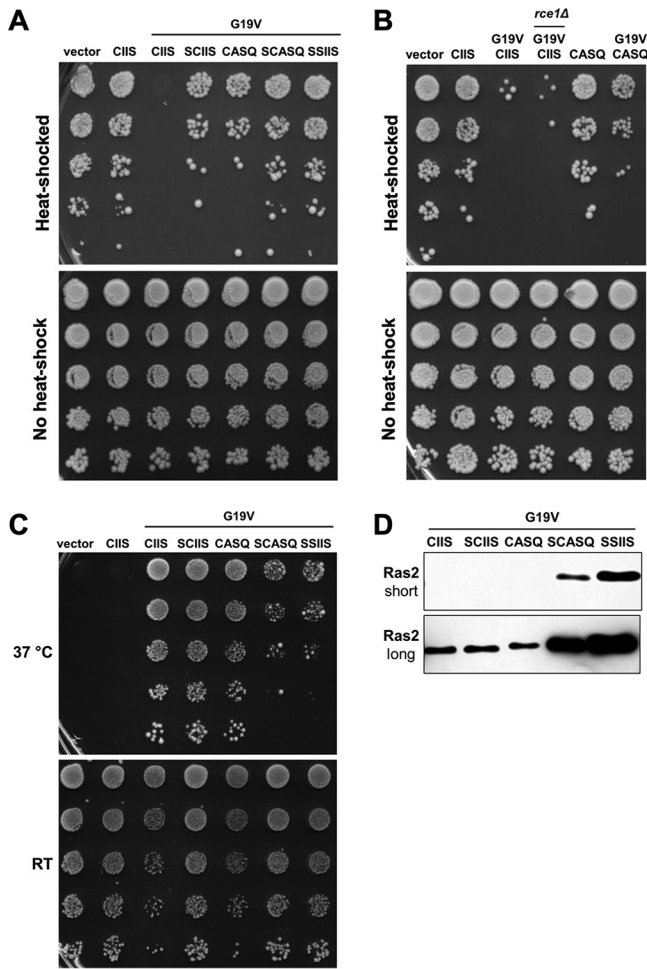 A
G19V
vector CIIS CIIS SCIIS CASQ SCASQ SSIIS
Heat-shocked
No heat-shock
B
rce1Δ
G19V G19V G19V
vector CIIS CIIS CIIS CASQ CASQ
Heat-shocked
No heat-shock
C
G19V
vector CIIS CIIS SCIIS CASQ SCASQ SSIIS
37 °C
RT
D
G19V
CIIS SCIIS CASQ SCASQ SSIIS
Ras2
short
Ras2
long